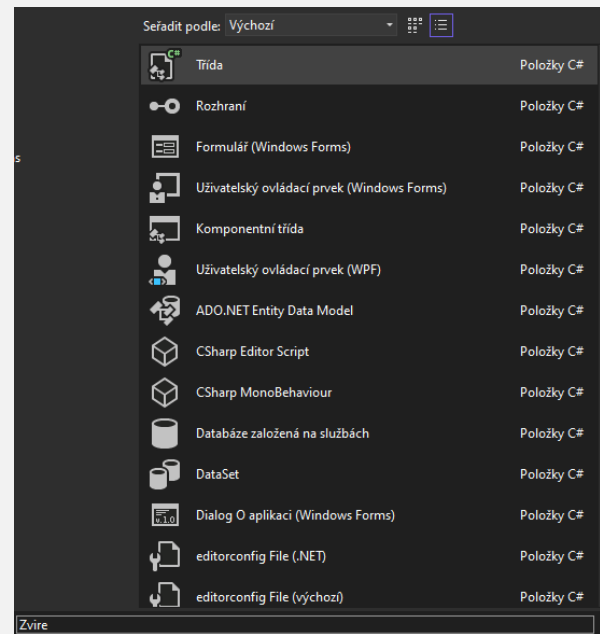 Seřadit podle: Výchozí
C#
Třída Položky C#
Rozhraní Položky C#
Formulář (Windows Forms) Položky C#
s
Uživatelský ovládací prvek (Windows Forms) Položky C#
Komponentní třída Položky C#
Uživatelský ovládací prvek (WPF) Položky C#
ADO.NET Entity Data Model Položky C#
CSharp Editor Script Položky C#
CSharp MonoBehaviour Položky C#
Databáze založená na službách Položky C#
DataSet Položky C#
v.1.0
Dialog O aplikaci (Windows Forms) Položky C#
editorconfig File (.NET) Položky C#
editorconfig File (výchozí) Položky C#
Zvire